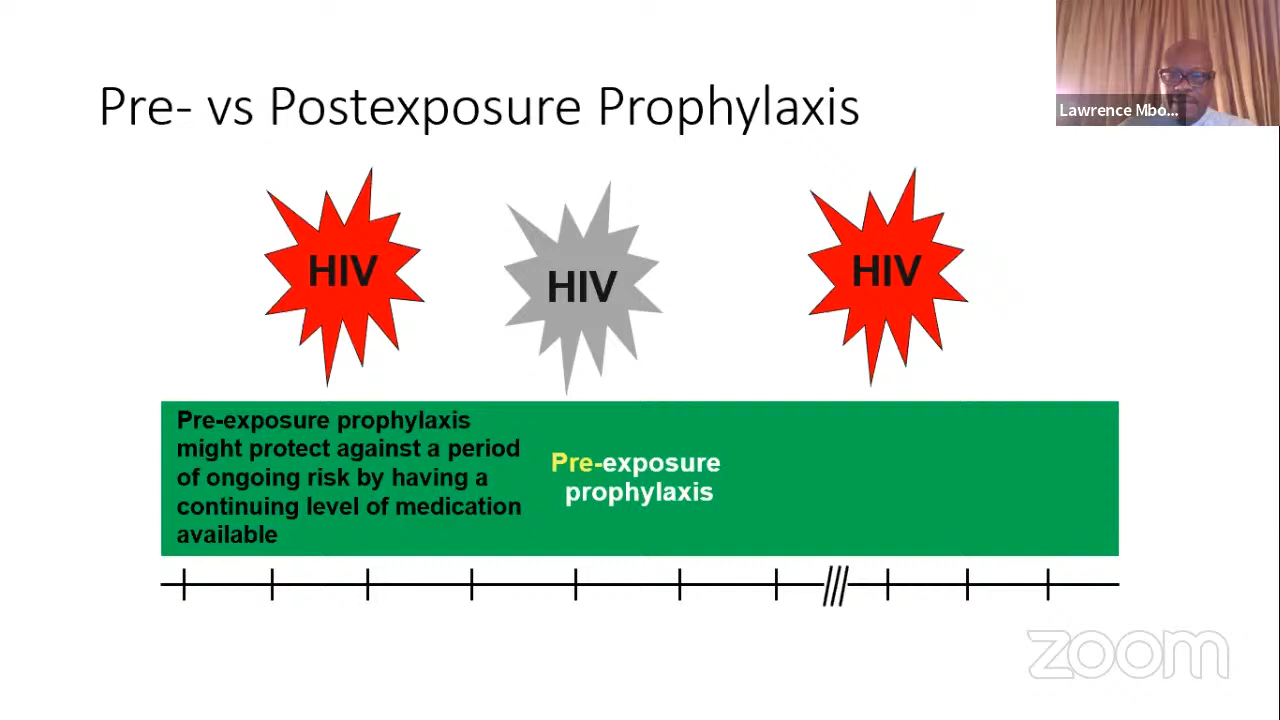 Pre- vs Postexposure Prophylaxis
Lawrence Mbo...
HIV
HIV
HIV
Pre-exposure prophylaxis
might protect against a period
of ongoing risk by having a
continuing level of medication
available
Pre-exposure
prophylaxis
zoom